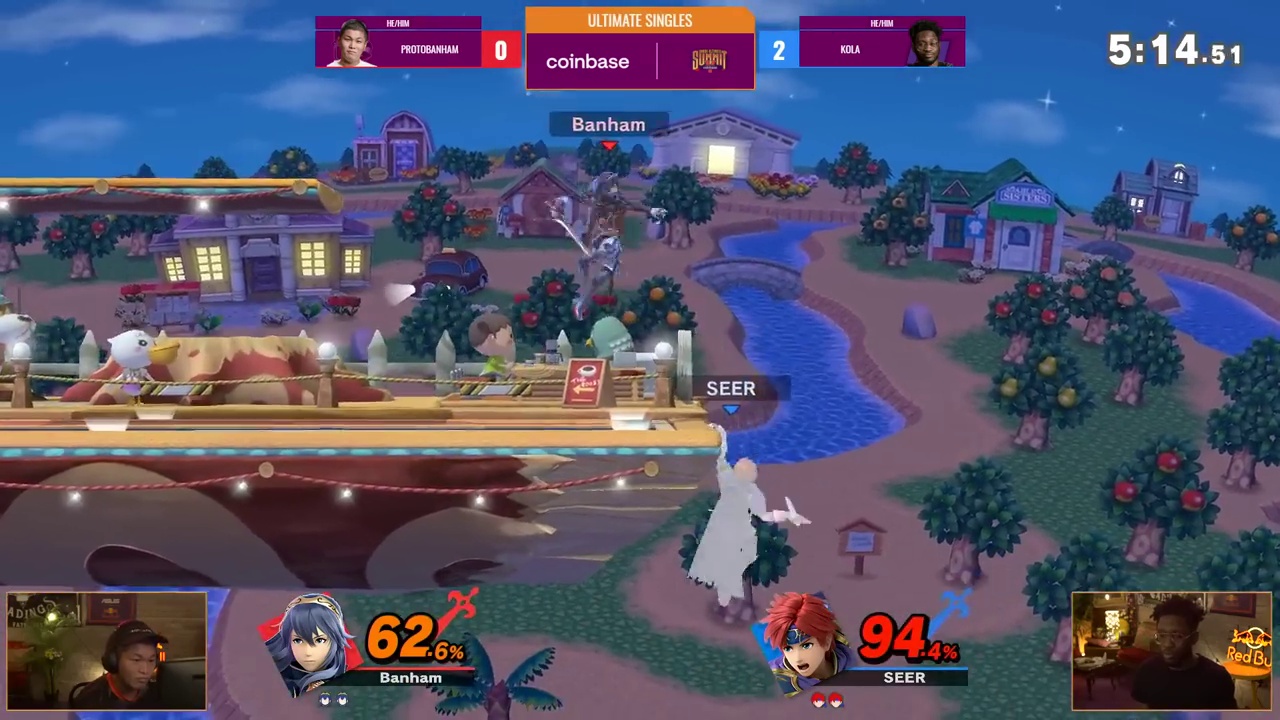 HE/HIM
PROTOBANHAM
0
ULTIMATE SINGLES
coinbase
SUMMIT
2
HE/HIM
KOLA
5:14.51
Banham
SISTERS
SEER
62.6%
Banham
94.4%
SEER
Red Bu